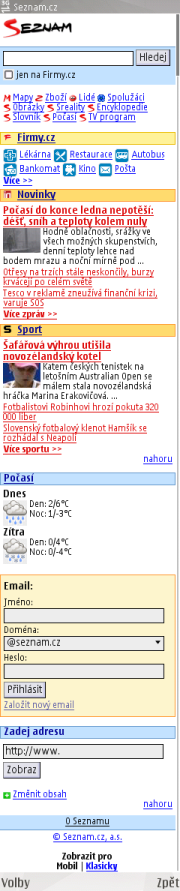 Seznam.cz
SEZNAM
Hledej
jen na Firmy.cz
Mapy Zboží Lidé Spolužáci
Obrázky Sreality Encyklopedie
Slovník Počasí TV program
Firmy.cz
Lékárna Restaurace Autobus
Bankomat Kino Pošta
Více >>
Novinky
Počasí do konce ledna nepotěší:
déšť, sníh a teploty kolem nuly
Hodně oblačnosti, srážky ve
všech možných skupenstvích,
denní teploty lehce nad
bodem mrazu a noční mírně pod ...
Otřesy na trzích stále neskončily, burzy
krvácejí po celém světě
Tesco v reklamě zneužívá finanční krizi,
varuje SOS
Více zpráv >>
Sport
Šafářová výhrou utišila
novozélandský kotel
Katem českých tenistek na
letošním Australian Open se
málem stala novozélandská
hráčka Marina Erakovičová. ...
Fotbalistovi Robinhovi hrozí pokuta 320
000 liber
Slovenský fotbalový klenot Hamšík se
rozhádal s Neapolí
Více sportu >>
nahoru
Počasí
Dnes
Den: 2/6°C
Noc: 1/-3°C
Zítra
Den: 0/4°C
Noc: 0/-4°C
Email:
Jméno:
Doména:
@seznam.cz
Heslo:
Přihlásit
Založit nový email
Zadej adresu
http://www.
Zobraz
Změnit obsah
nahoru
O Seznamu
© Seznam.cz, a.s.
Zobrazit pro
Mobil | Klasicky
Volby Zpět